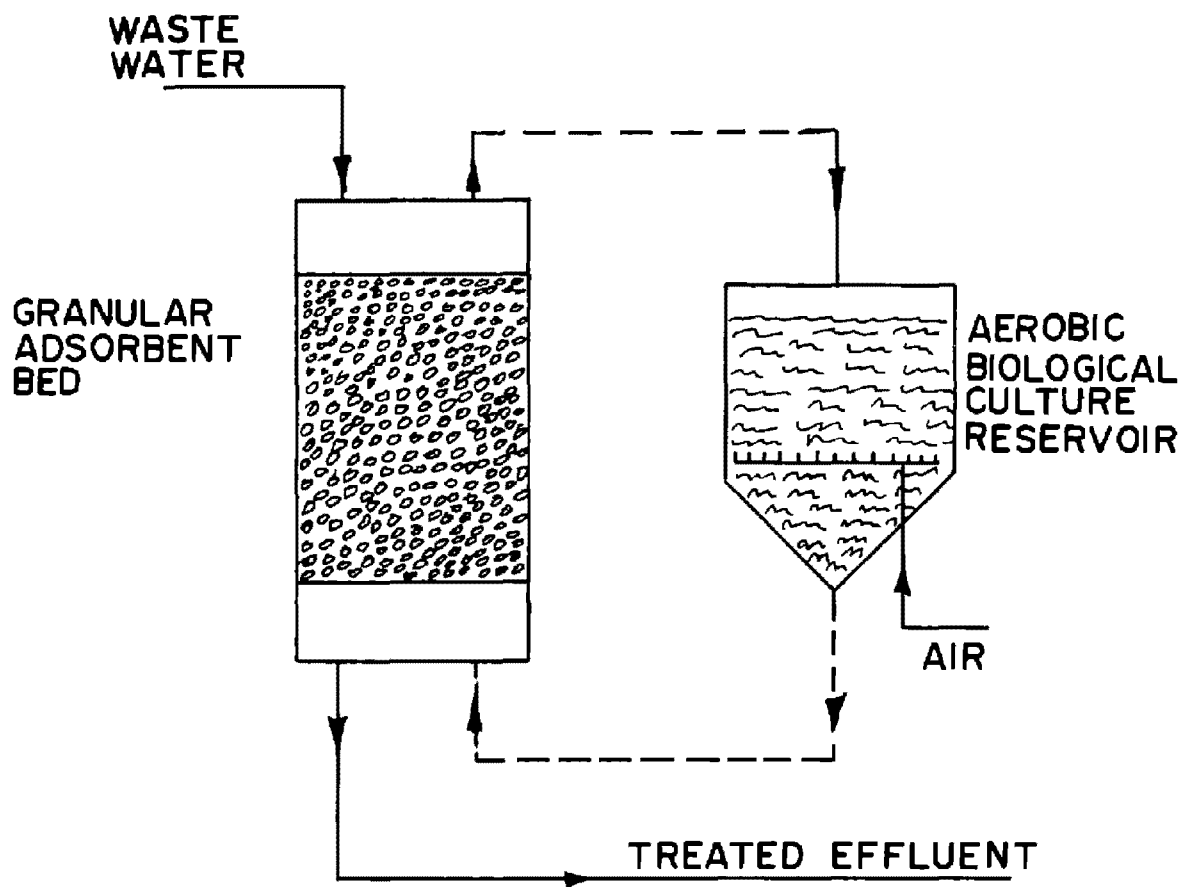 WASTE
WATER
GRANULAR
ADSORBENT
BED
AEROBIC
BIOLOGICAL
CULTURE
RESERVOIR
AIR
TREATED EFFLUENT